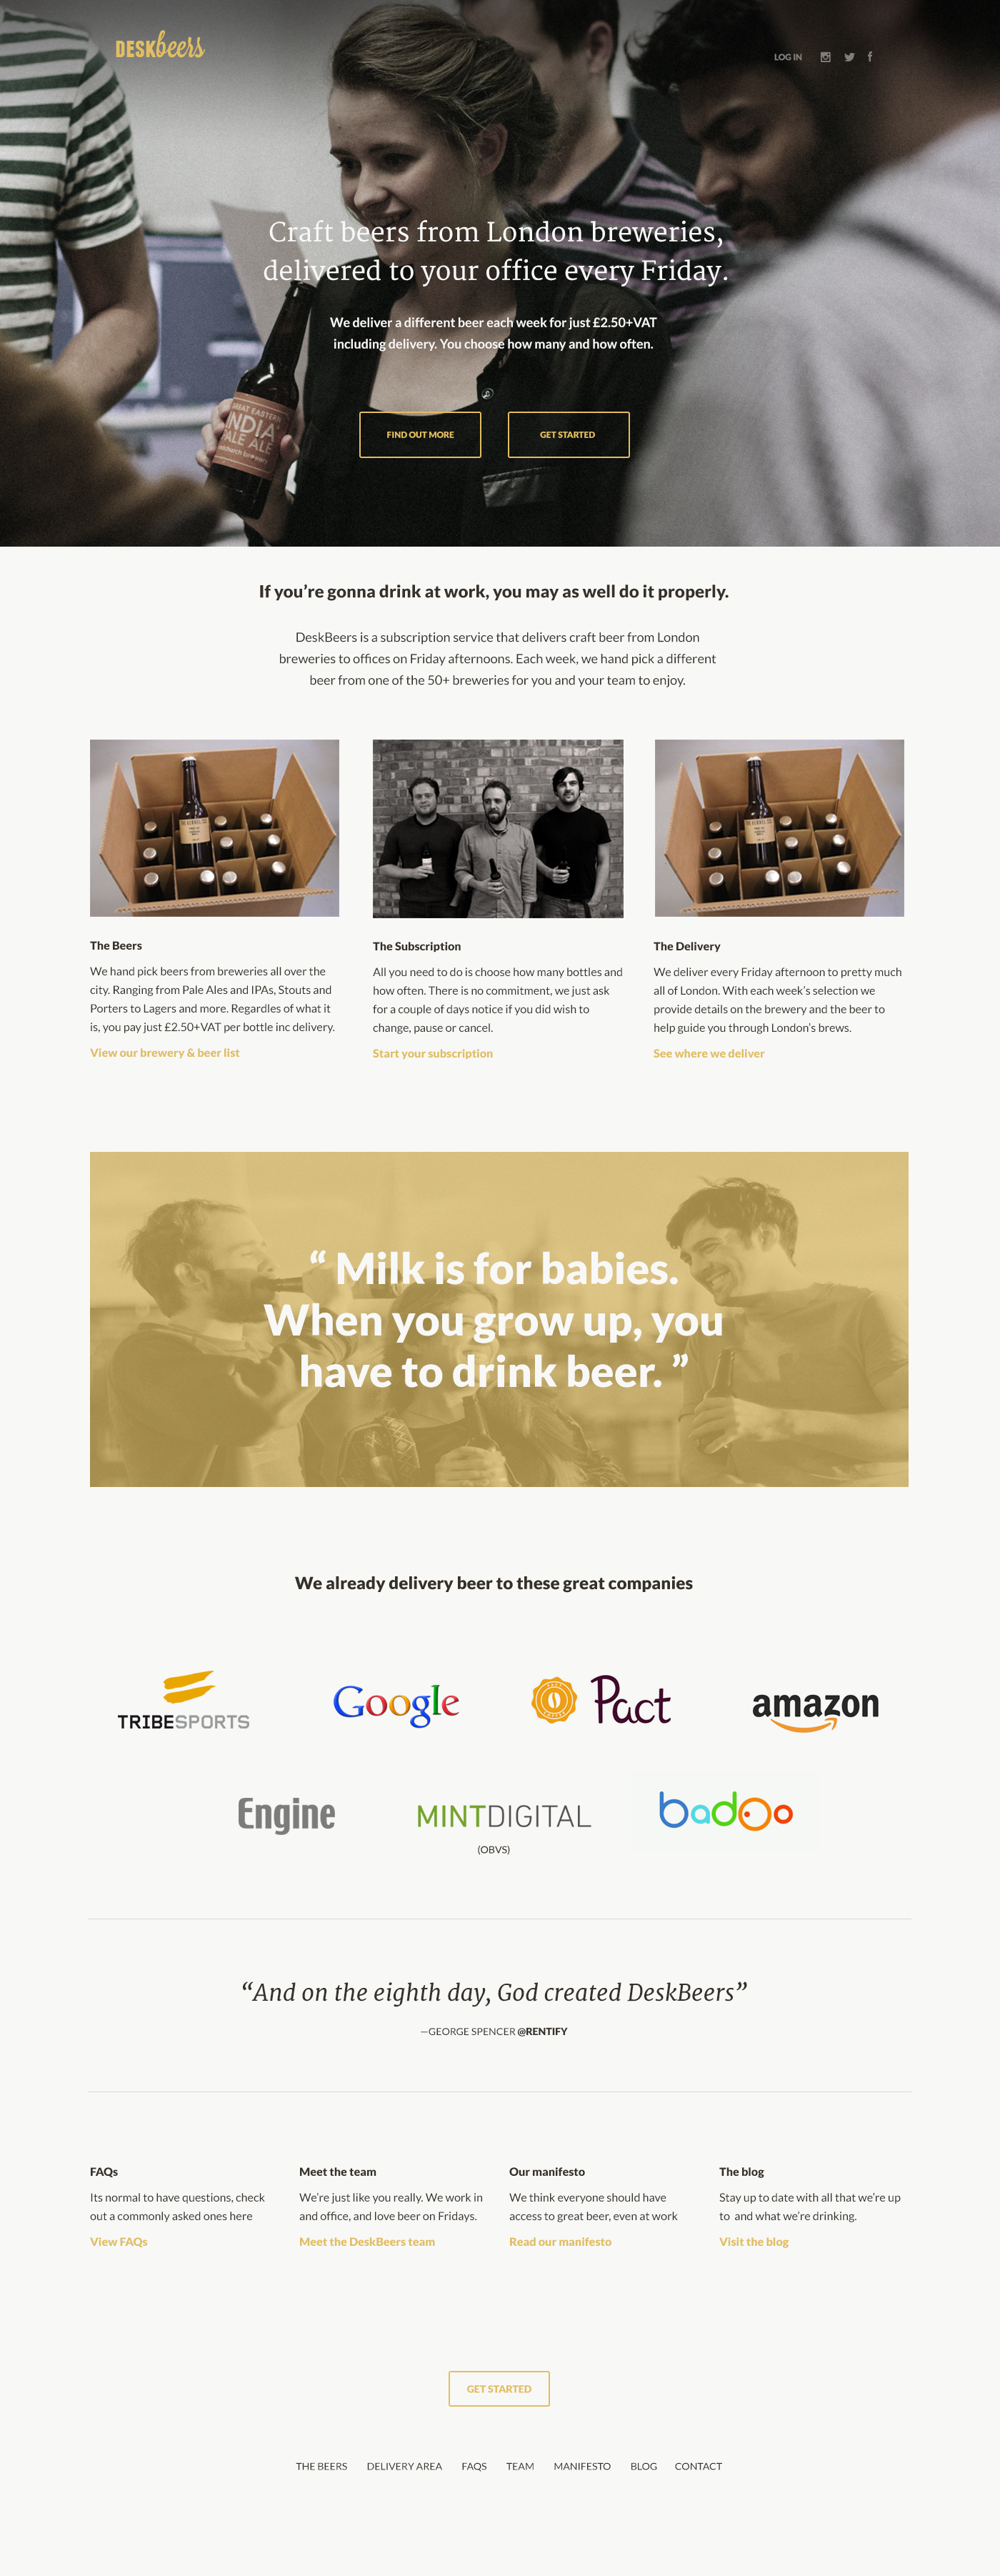 DESKbeers
LOG IN
Craft beers from London breweries,
delivered to your office every Friday.
We deliver a different beer each week for just £2.50+VAT
including delivery. You choose how many and how often.
GREAT EASTERN
INDIA
PALE ALE
FIND OUT MORE
GET STARTED
If you’re gonna drink at work, you may as well do it properly.
DeskBeers is a subscription service that delivers craft beer from London
breweries to offices on Friday afternoons. Each week, we hand pick a different
beer from one of the 50+ breweries for you and your team to enjoy.
The Beers
We hand pick beers from breweries all over the
city. Ranging from Pale Ales and IPAs, Stouts and
Porters to Lagers and more. Regardles of what it
is, you pay just £2.50+VAT per bottle inc delivery.
View our brewery & beer list
The Subscription
All you need to do is choose how many bottles and
how often. There is no commitment, we just ask
for a couple of days notice if you did wish to
change, pause or cancel.
Start your subscription
The Delivery
We deliver every Friday afternoon to pretty much
all of London. With each week’s selection we
provide details on the brewery and the beer to
help guide you through London’s brews.
See where we deliver
“ Milk is for babies.
When you grow up, you
have to drink beer. ”
We already delivery beer to these great companies
TRIBESPORTS
Google
Pact
amazon
Engine
MINTDIGITAL
(OBVS)
badoo
“And on the eighth day, God created DeskBeers”
—GEORGE SPENCER @RENTIFY
FAQs
Its normal to have questions, check
out a commonly asked ones here
View FAQs
Meet the team
We’re just like you really. We work in
and office, and love beer on Fridays.
Meet the DeskBeers team
Our manifesto
We think everyone should have
access to great beer, even at work
Read our manifesto
The blog
Stay up to date with all that we’re up
to and what we’re drinking.
Visit the blog
GET STARTED
THE BEERS DELIVERY AREA FAQS TEAM MANIFESTO BLOG CONTACT